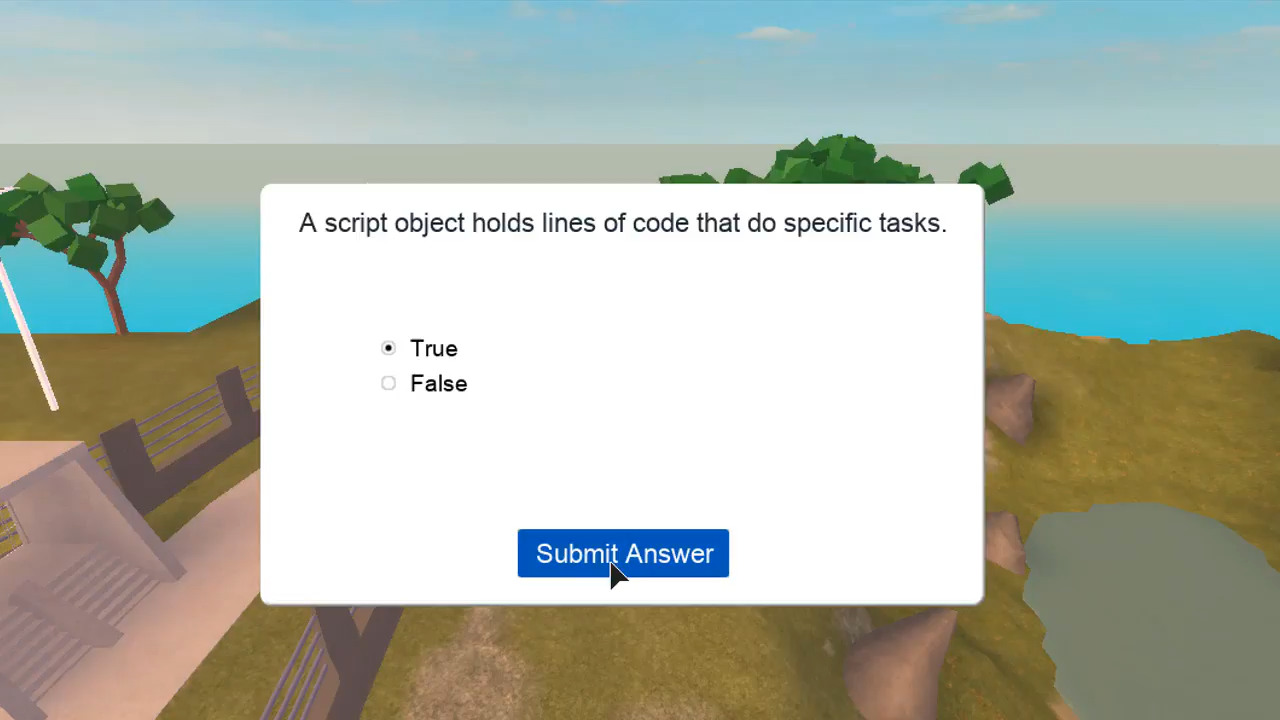 A script object holds lines of code that do specific tasks.
True
False
Submit Answer